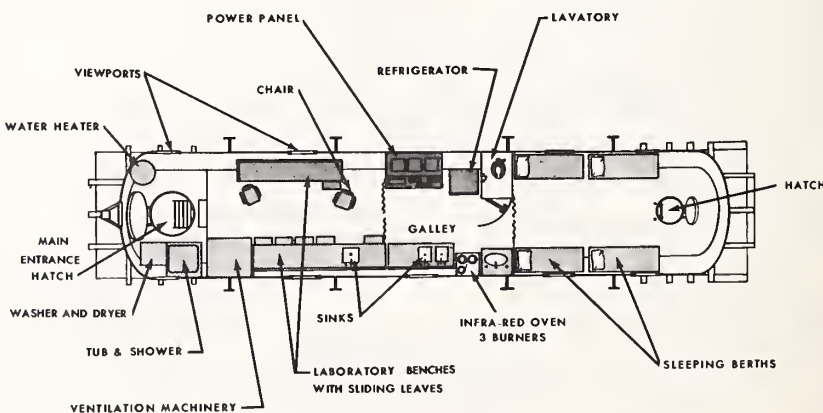 POWER PANEL
LAVATORY
VIEWPORTS
REFRIGERATOR
CHAIR
WATER HEATER
HATCH
GALLEY
MAIN
ENTRANCE
HATCH
WASHER AND DRYER
SINKS
INFRA-RED OVEN
3 BURNERS
TUB & SHOWER
LABORATORY BENCHES
WITH SLIDING LEAVES
SLEEPING BERTHS
VENTILATION MACHINERY